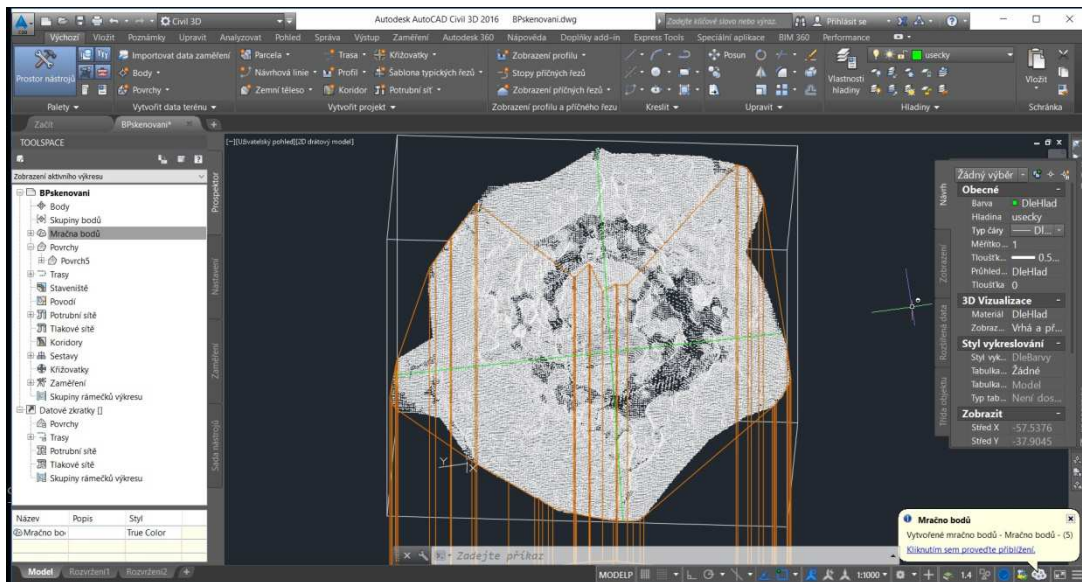 Civil 3D
Autodesk AutoCAD Civil 3D 2016 BPskenovani.dwg
Zadejte klíčové slovo nebo výraz.
Přihlásit se
Výchozí Vložit Poznámky Upravit Analyzovat Pohled Správa Výstup Zaměření Autodesk 360 Nápověda Doplňky add-in Express Tools Speciální aplikace BIM 360 Performance
Prostor nástrojů
Importovat data zaměření
Body
Povrchy
Parcela
Návrhová linie
Zemní těleso
Trasa
Profil
Koridor
Křižovatky
Šablona typických řezů
Potrubní síť
Zobrazení profilu
Stopy příčných řezů
Zobrazení příčných řezů
Posun
Vlastnosti hladiny
usecky
Vložit
Palety
Vytvořit data terénu
Vytvořit projekt
Zobrazení profilu a příčného řezu
Kreslit
Upravit
Hladiny
Schránka
Začít
BPskenovani*
TOOLSPACE
Zobrazení aktivního výkresu
BPskenovani
Body
Skupiny bodů
Mračna bodů
Povrchy
Povrch5
Trasy
Staveniště
Povodí
Potrubní sítě
Tlakové sítě
Koridory
Sestavy
Křižovatky
Zaměření
Skupiny rámečků výkresu
Datové zkratky []
Povrchy
Trasy
Potrubní sítě
Tlakové sítě
Skupiny rámečků výkresu
Prospektor
Nastavení
Zaměření
Sada nástrojů
Název Popis Styl
Mračno bo True Color
[−][Uživatelský pohled][2D drátový model]
Y
X
Zadejte příkaz
Návrh
Zobrazení
Rozšířená data
Třída objektu
Žádný výběr
Obecné
Barva DleHlad
Hladina usecky
Typ čáry Dl...
Měřítko ... 1
Tloušťk... 0.5...
Průhled... DleHlad
Tloušťka 0
3D Vizualizace
Materiál DleHlad
Zobraz... Vrhá a př...
Styl vykreslování
Styl vyk... DleBarvy
Tabulka... Žádné
Tabulka... Model
Typ tab... Není dos...
Zobrazit
Střed X -57.5376
Střed Y -37.9045
Mračno bodů
Vytvořené mračno bodů - Mračno bodů - (5)
Kliknutím sem proveďte přiblížení.
Model Rozvržení1 Rozvržení2 +
MODELP
1:1000
1.4